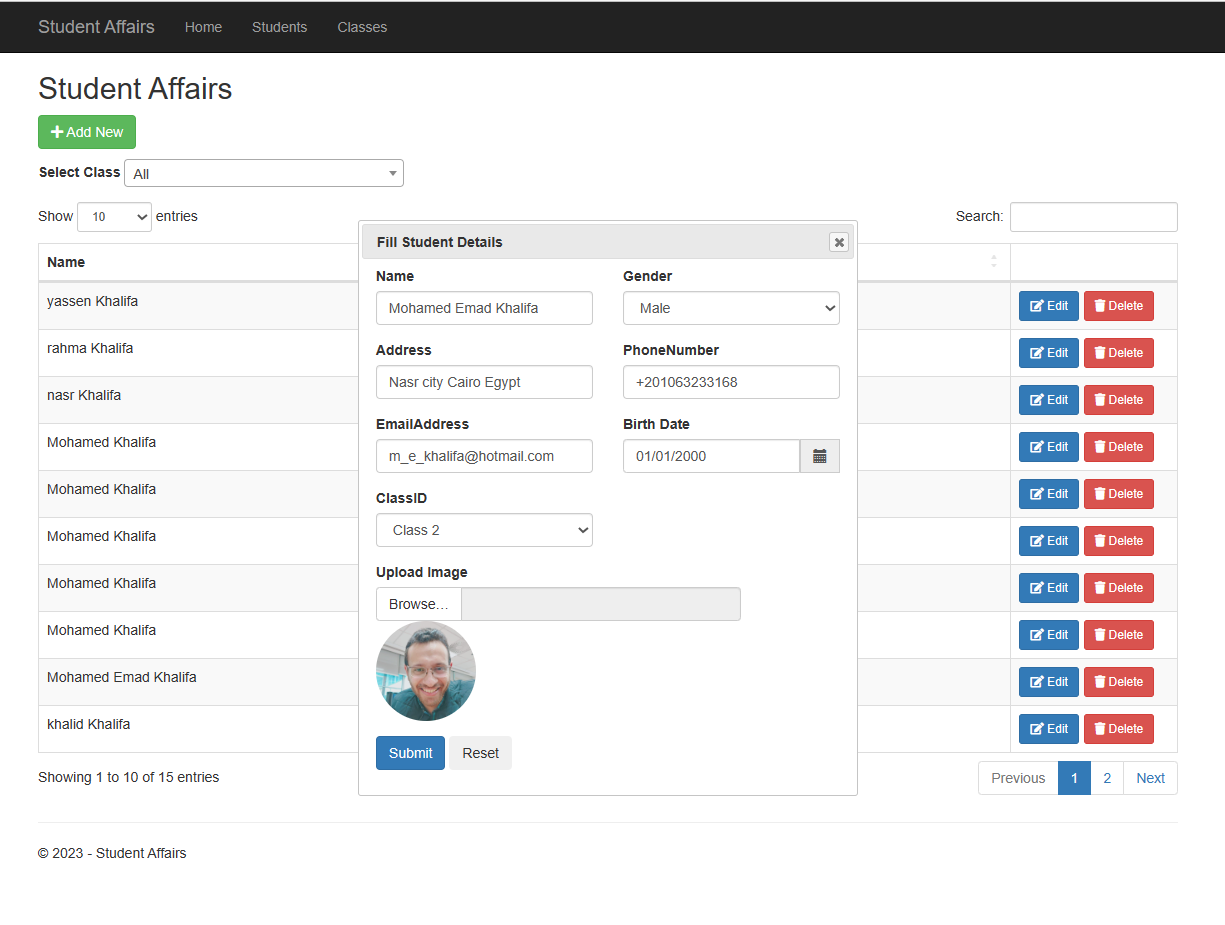 Student Affairs Home Students Classes
Student Affairs
Add New
Select Class All
Show 10 entries Search:
Name
yassen Khalifa Edit Delete
rahma Khalifa Edit Delete
nasr Khalifa Edit Delete
Mohamed Khalifa Edit Delete
Mohamed Khalifa Edit Delete
Mohamed Khalifa Edit Delete
Mohamed Khalifa Edit Delete
Mohamed Khalifa Edit Delete
Mohamed Emad Khalifa Edit Delete
khalid Khalifa Edit Delete
Fill Student Details
Name Gender
Mohamed Emad Khalifa Male
Address PhoneNumber
Nasr city Cairo Egypt +201063233168
EmailAddress Birth Date
m_e_khalifa@hotmail.com 01/01/2000
ClassID
Class 2
Upload Image
Browse...
Submit Reset
Showing 1 to 10 of 15 entries Previous 1 2 Next
© 2023 - Student Affairs